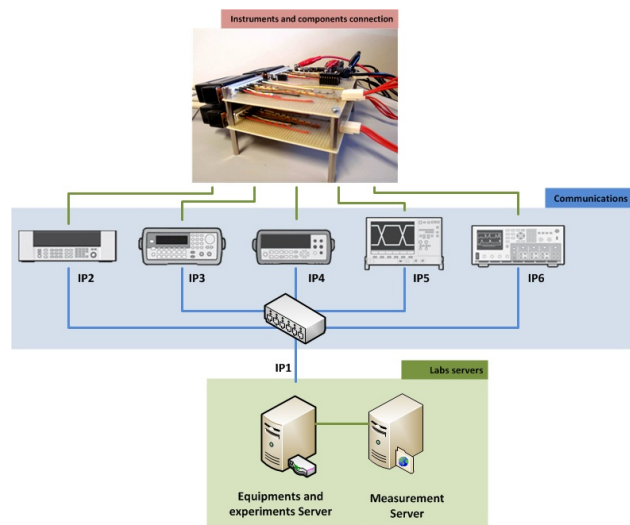 Instruments and components connection
Communications
IP2
IP3
IP4
IP5
IP6
IP1
Labs servers
Equipments and
experiments Server
Measurement
Server